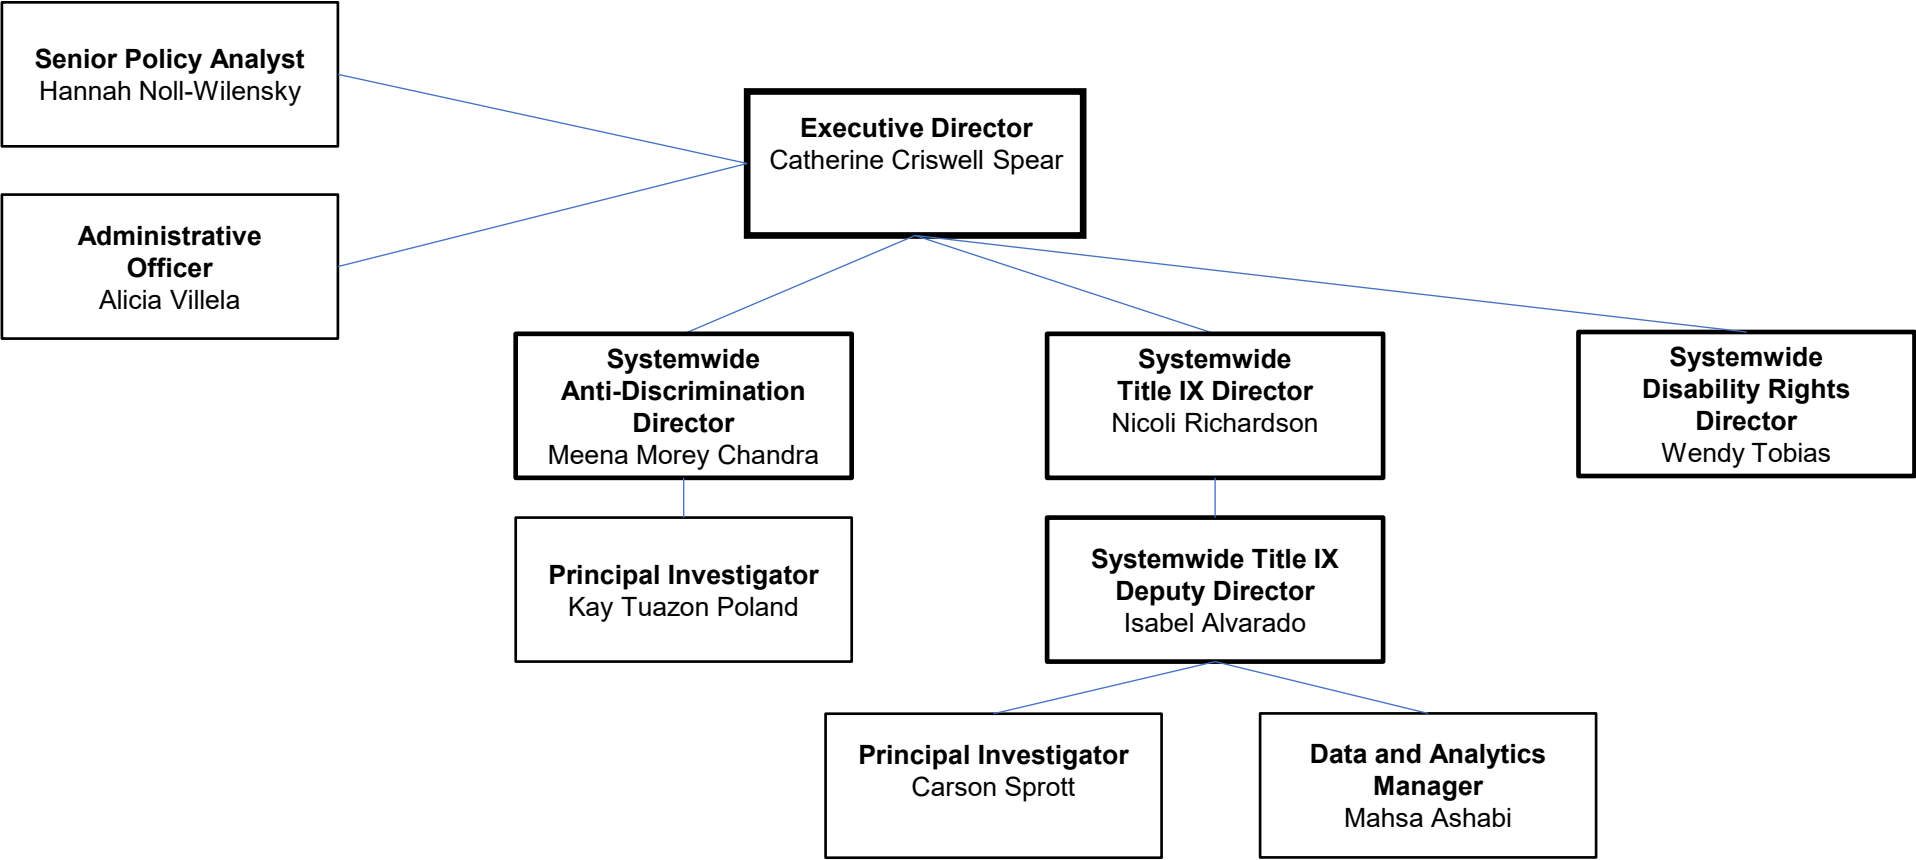 Senior Policy Analyst
Hannah Noll-Wilensky
Administrative
Officer
Alicia Villela
Executive Director
Catherine Criswell Spear
Systemwide
Anti-Discrimination
Director
Meena Morey Chandra
Systemwide
Title IX Director
Nicoli Richardson
Systemwide
Disability Rights
Director
Wendy Tobias
Principal Investigator
Kay Tuazon Poland
Systemwide Title IX
Deputy Director
Isabel Alvarado
Principal Investigator
Carson Sprott
Data and Analytics
Manager
Mahsa Ashabi